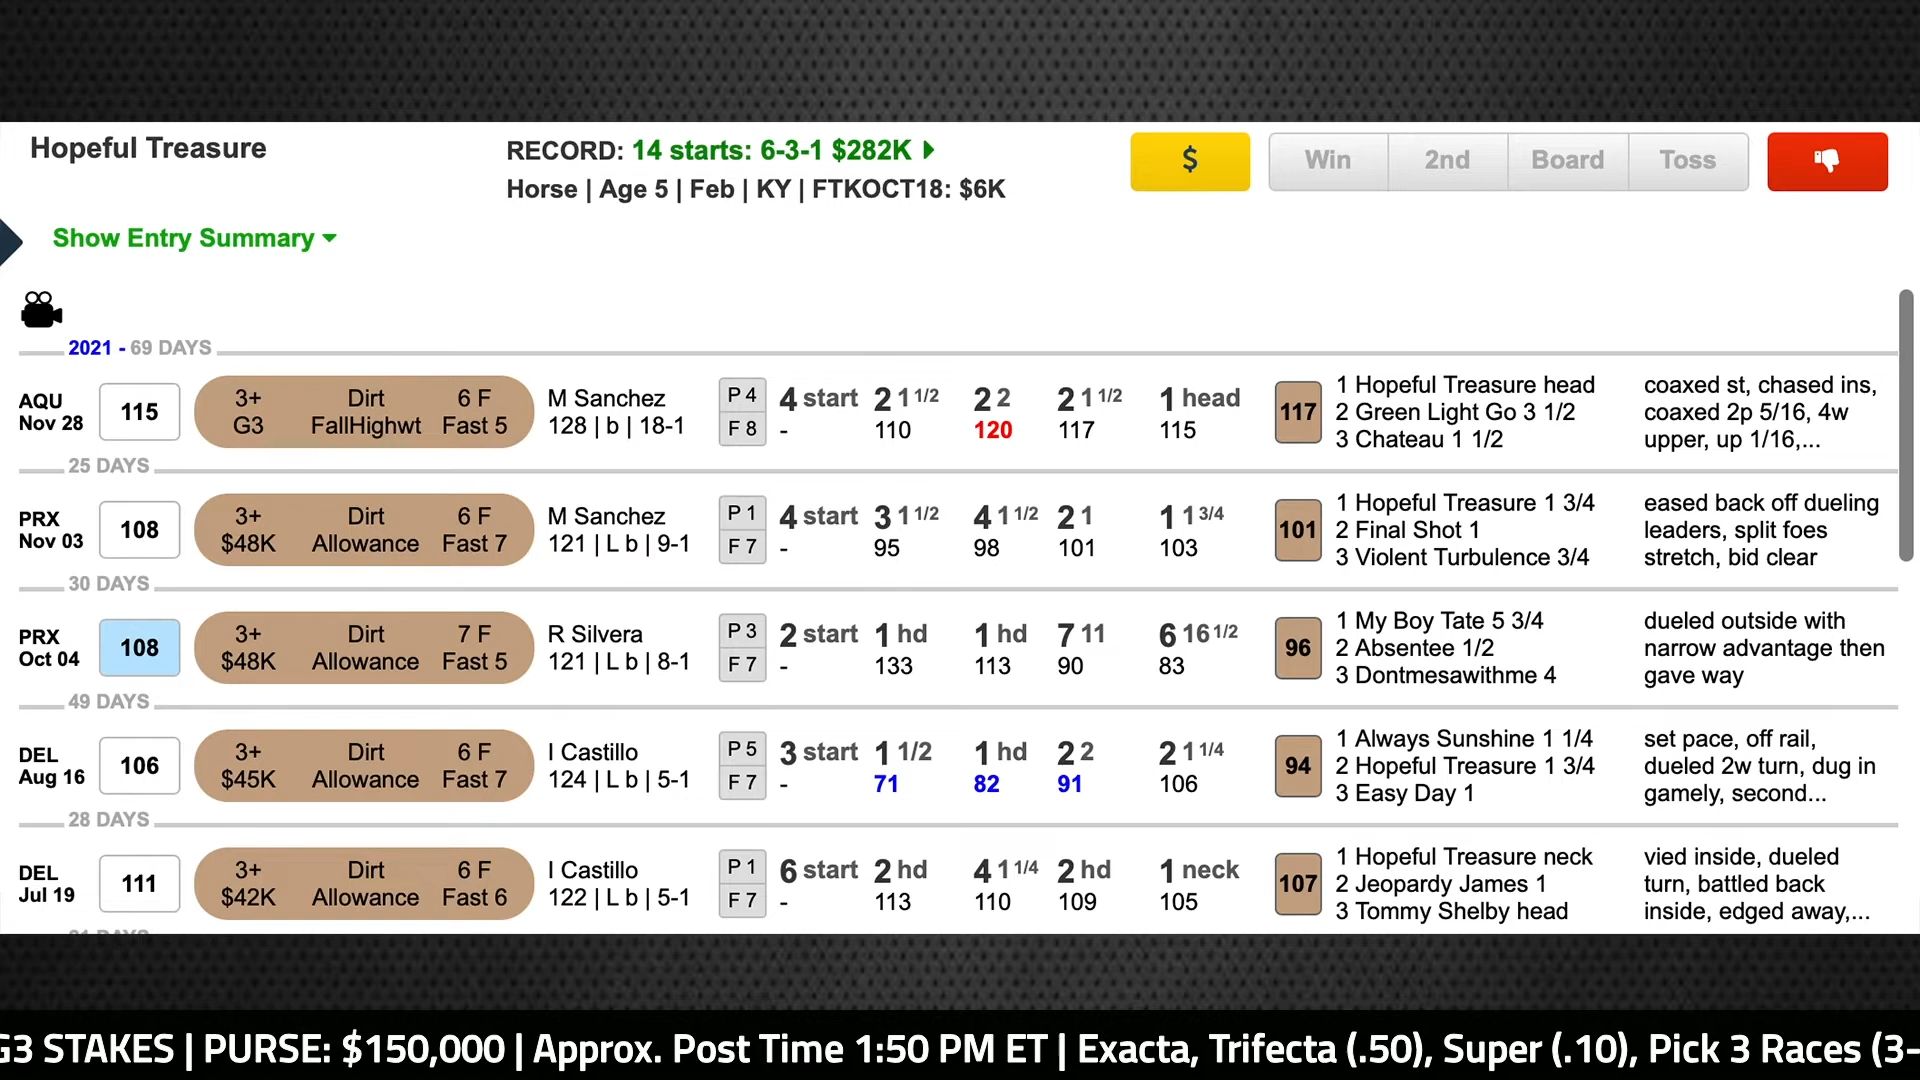 Hopeful Treasure
RECORD: 14 starts: 6-3-1 $282K
Horse | Age 5 | Feb | KY | FTKOCT18: $6K
$
Win
2nd
Board
Toss
Show Entry Summary
2021 - 69 DAYS
AQU
Nov 28
115
3+ Dirt 6 F
G3 FallHighwt Fast 5
M Sanchez
128 | b | 18-1
P 4
F 8
4 start 2 1 1/2 2 2 2 1 1/2 1 head
- 110 120 117 115
117
1 Hopeful Treasure head
2 Green Light Go 3 1/2
3 Chateau 1 1/2
coaxed st, chased ins,
coaxed 2p 5/16, 4w
upper, up 1/16,...
25 DAYS
PRX
Nov 03
108
3+ Dirt 6 F
$48K Allowance Fast 7
M Sanchez
121 | L b | 9-1
P 1
F 7
4 start 3 1 1/2 4 1 1/2 2 1 1 1 3/4
- 95 98 101 103
101
1 Hopeful Treasure 1 3/4
2 Final Shot 1
3 Violent Turbulence 3/4
eased back off dueling
leaders, split foes
stretch, bid clear
30 DAYS
PRX
Oct 04
108
3+ Dirt 7 F
$48K Allowance Fast 5
R Silvera
121 | L b | 8-1
P 3
F 7
2 start 1 hd 1 hd 7 11 6 16 1/2
- 133 113 90 83
96
1 My Boy Tate 5 3/4
2 Absentee 1/2
3 Dontmesawithme 4
dueled outside with
narrow advantage then
gave way
49 DAYS
DEL
Aug 16
106
3+ Dirt 6 F
$45K Allowance Fast 7
I Castillo
124 | L b | 5-1
P 5
F 7
3 start 1 1/2 1 hd 2 2 2 1 1/4
- 71 82 91 106
94
1 Always Sunshine 1 1/4
2 Hopeful Treasure 1 3/4
3 Easy Day 1
set pace, off rail,
dueled 2w turn, dug in
gamely, second...
28 DAYS
DEL
Jul 19
111
3+ Dirt 6 F
$42K Allowance Fast 6
I Castillo
122 | L b | 5-1
P 1
F 7
6 start 2 hd 4 1 1/4 2 hd 1 neck
- 113 110 109 105
107
1 Hopeful Treasure neck
2 Jeopardy James 1
3 Tommy Shelby head
vied inside, dueled
turn, battled back
inside, edged away,...
G3 STAKES | PURSE: $150,000 | Approx. Post Time 1:50 PM ET | Exacta, Trifecta (.50), Super (.10), Pick 3 Races (3-